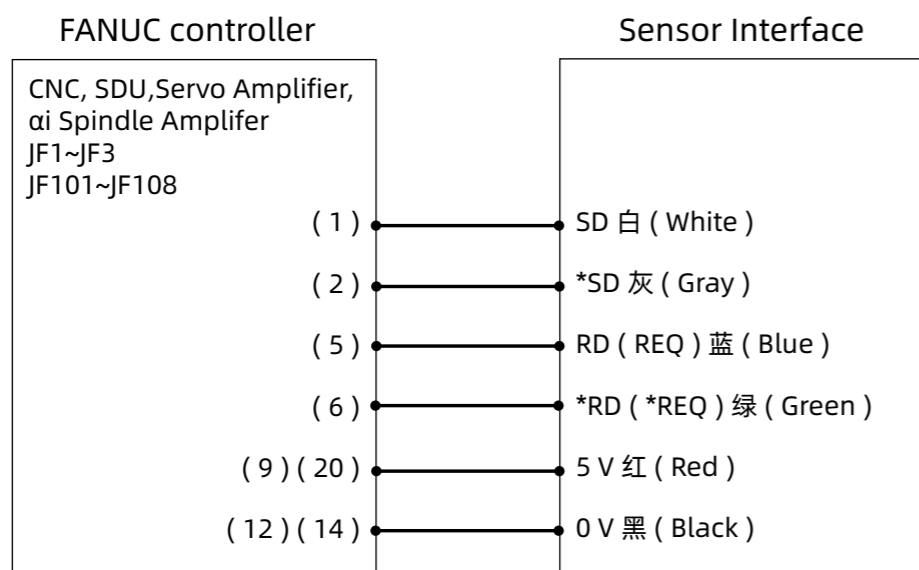 FANUC controller
Sensor Interface
CNC, SDU,Servo Amplifier,
αi Spindle Amplifer
JF1~JF3
JF101~JF108
( 1 ) SD 白 ( White )
( 2 ) *SD 灰 ( Gray )
( 5 ) RD ( REQ ) 蓝 ( Blue )
( 6 ) *RD ( *REQ ) 绿 ( Green )
( 9 ) ( 20 ) 5 V 红 ( Red )
( 12 ) ( 14 ) 0 V 黑 ( Black )